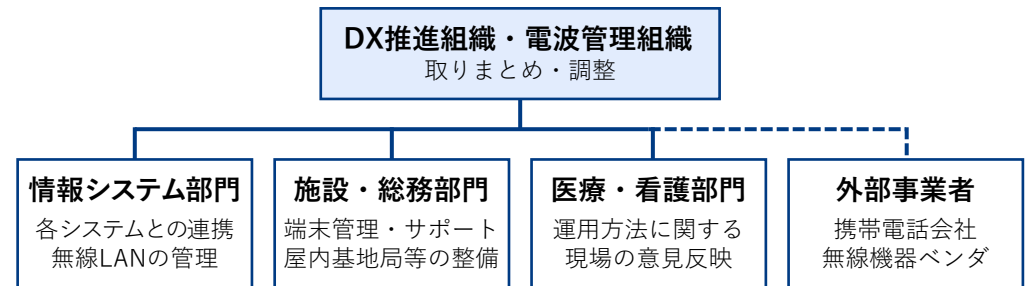 DX推進組織・電波管理組織
取りまとめ・調整
情報システム部門
各システムとの連携
無線LANの管理
施設・総務部門
端末管理・サポート
屋内基地局等の整備
医療・看護部門
運用方法に関する
現場の意見反映
外部事業者
携帯電話会社
無線機器ベンダ